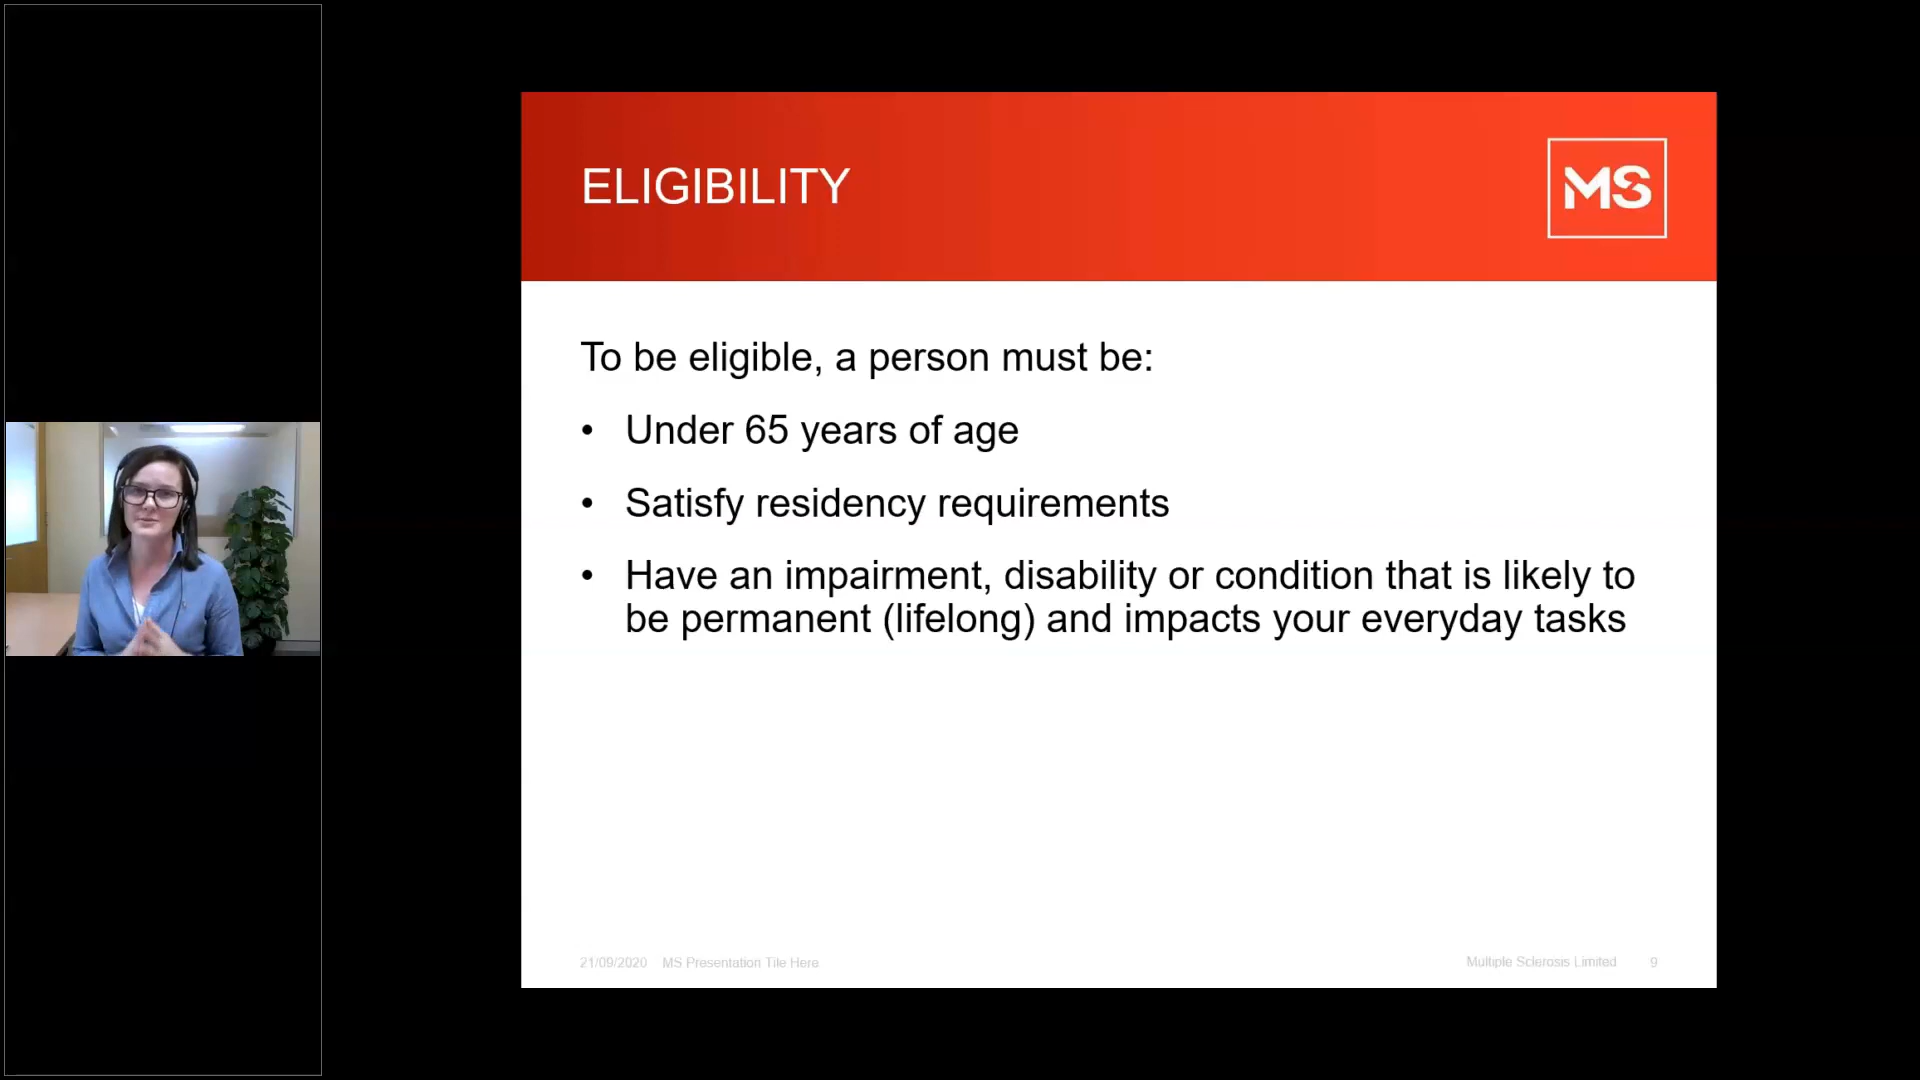 ELIGIBILITY
MS
To be eligible, a person must be:
• Under 65 years of age
• Satisfy residency requirements
• Have an impairment, disability or condition that is likely to
be permanent (lifelong) and impacts your everyday tasks
21/09/2020 MS Presentation Tile Here
Multiple Sclerosis Limited 9